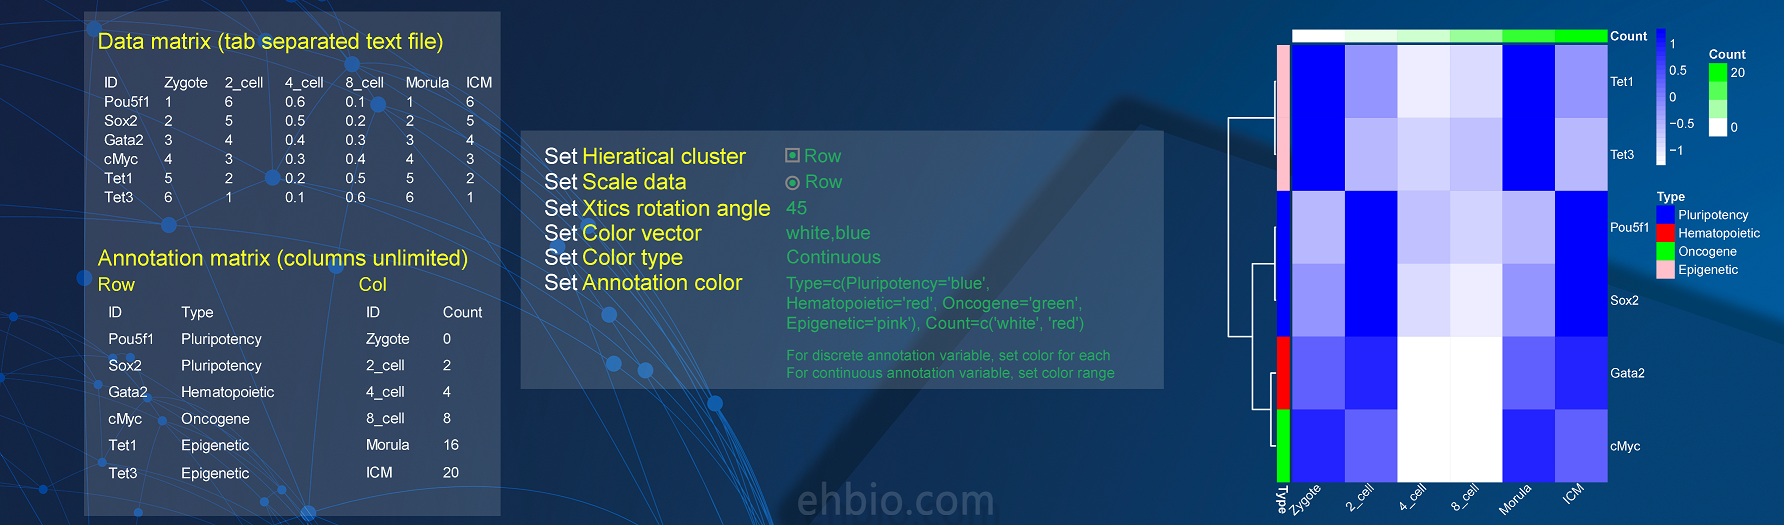 Data matrix (tab separated text file)
ID Zygote 2_cell 4_cell 8_cell Morula ICM
Pou5f1 1 6 0.6 0.1 1 6
Sox2 2 5 0.5 0.2 2 5
Gata2 3 4 0.4 0.3 3 4
cMyc 4 3 0.3 0.4 4 3
Tet1 5 2 0.2 0.5 5 2
Tet3 6 1 0.1 0.6 6 1
Annotation matrix (columns unlimited)
Row Col
ID Type ID Count
Pou5f1 Pluripotency Zygote 0
Sox2 Pluripotency 2_cell 2
Gata2 Hematopoietic 4_cell 4
cMyc Oncogene 8_cell 8
Tet1 Epigenetic Morula 16
Tet3 Epigenetic ICM 20
Set Hieratical cluster Row
Set Scale data Row
Set Xtics rotation angle 45
Set Color vector white,blue
Set Color type Continuous
Set Annotation color Type=c(Pluripotency='blue',
Hematopoietic='red', Oncogene='green',
Epigenetic='pink'), Count=c('white', 'red')
For discrete annotation variable, set color for each
For continuous annotation variable, set color range
ehbio.com
Count
Tet1
Tet3
Pou5f1
Sox2
Gata2
cMyc
Type Zygote 2_cell 4_cell 8_cell Morula ICM
1
0.5
0
−0.5
−1
Count
20
0
Type
Pluripotency
Hematopoietic
Oncogene
Epigenetic